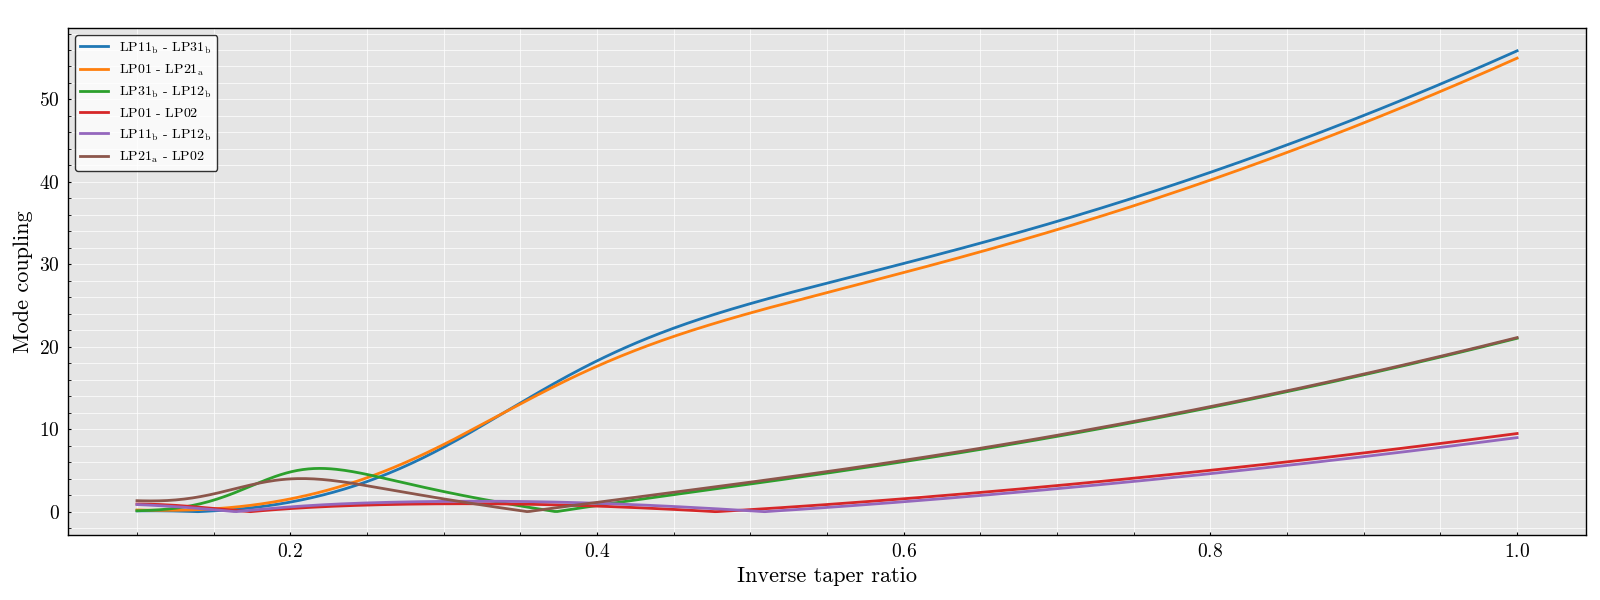 LP11b - LP31b
LP01 - LP21a
LP31b - LP12b
LP01 - LP02
LP11b - LP12b
LP21a - LP02
50
40
30
20
10
0
Mode coupling
0.2 0.4 0.6 0.8 1.0
Inverse taper ratio